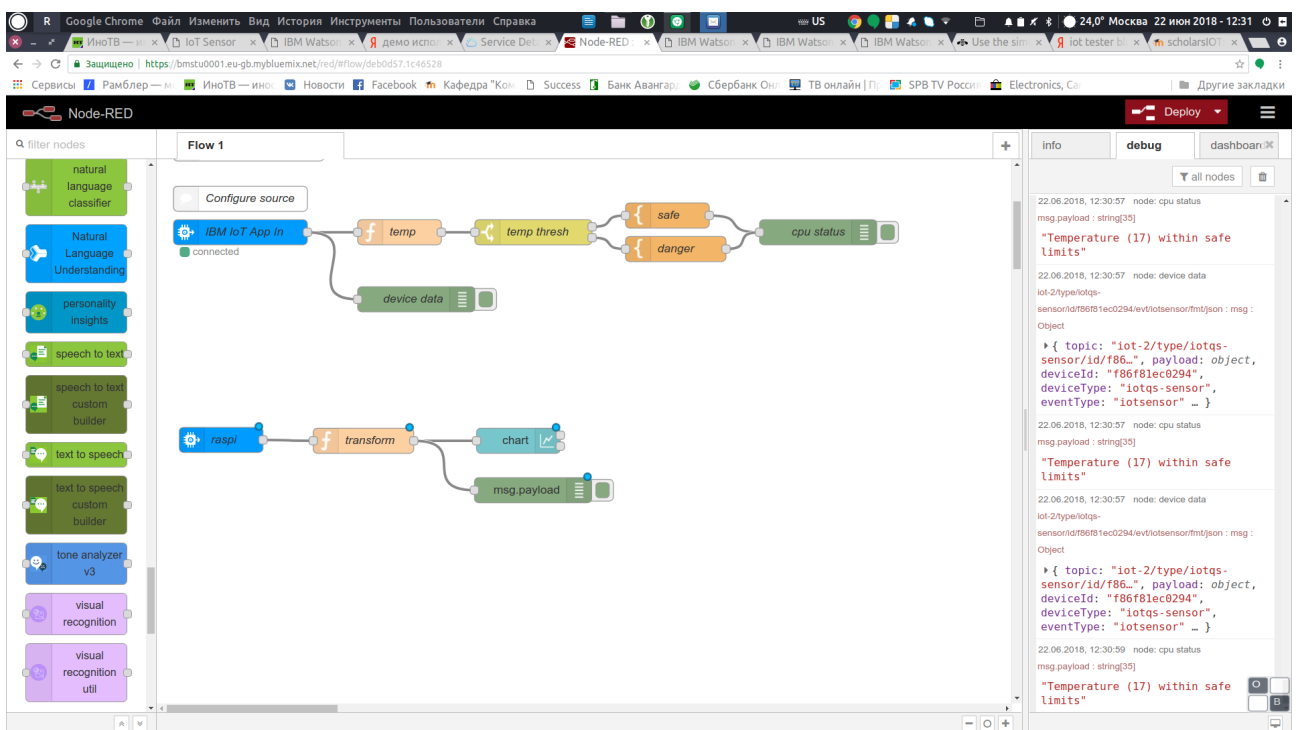 R Google Chrome Файл Изменить Вид История Инструменты Пользователи Справка US 24,0° Москва 22 июн 2018 - 12:31
ИноТВ — и IoT Sensor IBM Watson демо испол Service Det Node-RED : IBM Watson IBM Watson IBM Watson Use the sim iot tester scholarsIOT
Защищено | https://bmstu0001.eu-gb.mybluemix.net/red/#flow/deb0d57.1c46528
Сервисы Рамблер — м ИноТВ — инос Новости Facebook Кафедра "Ком Success Банк Авангард Сбербанк Онл ТВ онлайн | Пр SPB TV Россия Electronics, Ca Другие закладки
Node-RED Deploy
filter nodes
Flow 1
info debug dashboard
all nodes
natural
language
classifier
Natural
Language
Understanding
personality
insights
speech to text
speech to text
custom
builder
text to speech
text to speech
custom
builder
tone analyzer
v3
visual
recognition
visual
recognition
util
Configure source
IBM IoT App In
connected
temp
temp thresh
safe
danger
cpu status
device data
raspi
transform
chart
msg.payload
22.06.2018, 12:30:57 node: cpu status
msg.payload : string[35]
"Temperature (17) within safe
limits"
22.06.2018, 12:30:57 node: device data
iot-2/type/iotqs-
sensor/id/f86f81ec0294/evt/iotsensor/fmt/json : msg :
Object
{ topic: "iot-2/type/iotqs-
sensor/id/f86…", payload: object,
deviceId: "f86f81ec0294",
deviceType: "iotqs-sensor",
eventType: "iotsensor" … }
22.06.2018, 12:30:57 node: cpu status
msg.payload : string[35]
"Temperature (17) within safe
limits"
22.06.2018, 12:30:57 node: device data
iot-2/type/iotqs-
sensor/id/f86f81ec0294/evt/iotsensor/fmt/json : msg :
Object
{ topic: "iot-2/type/iotqs-
sensor/id/f86…", payload: object,
deviceId: "f86f81ec0294",
deviceType: "iotqs-sensor",
eventType: "iotsensor" … }
22.06.2018, 12:30:59 node: cpu status
msg.payload : string[35]
"Temperature (17) within safe
limits"
O
B